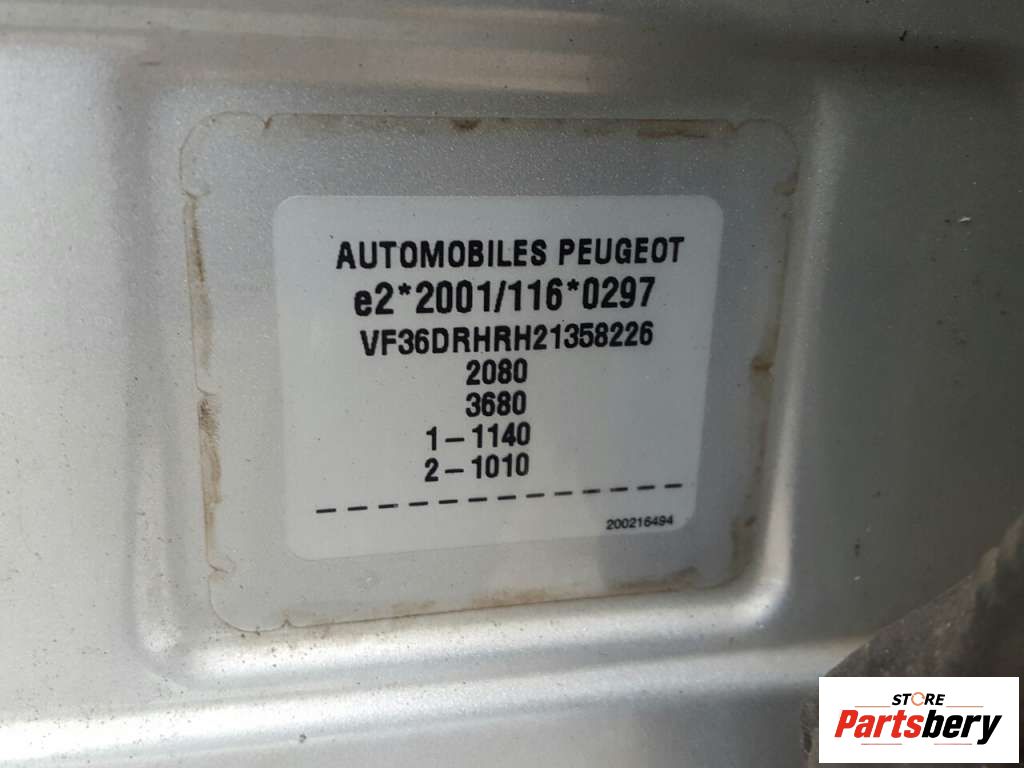 AUTOMOBILES PEUGEOT
e2*2001/116*0297
VF36DRHRH21358226
2080
3680
1-1140
2-1010
200216494
STORE
Partsbery